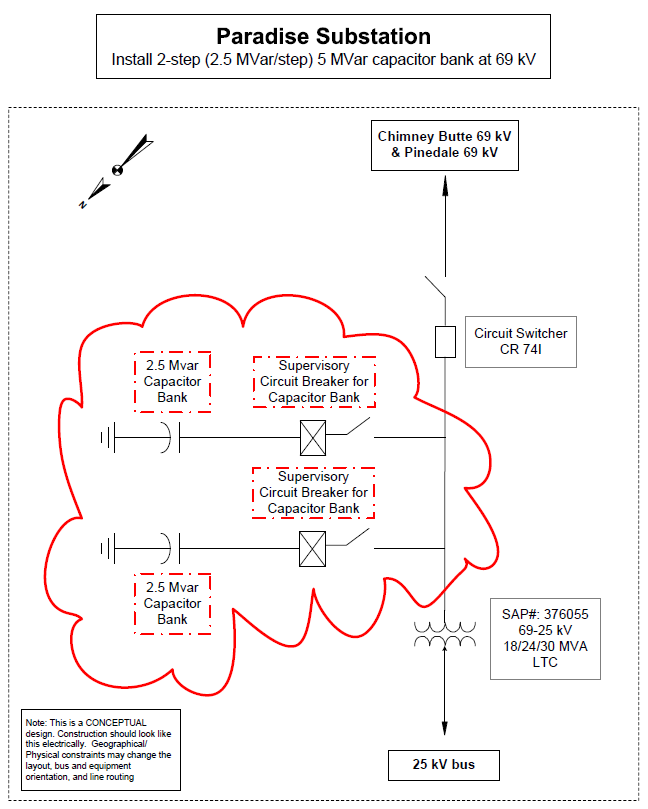 Paradise Substation
Install 2-step (2.5 MVar/step) 5 MVar capacitor bank at 69 kV
Chimney Butte 69 kV
& Pinedale 69 kV
N
Circuit Switcher
CR 74I
2.5 Mvar
Capacitor
Bank
Supervisory
Circuit Breaker for
Capacitor Bank
Supervisory
Circuit Breaker for
Capacitor Bank
2.5 Mvar
Capacitor
Bank
SAP#: 376055
69-25 kV
18/24/30 MVA
LTC
Note: This is a CONCEPTUAL
design. Construction should look like
this electrically.  Geographical/
Physical constraints may change the
layout, bus and equipment
orientation, and line routing
25 kV bus